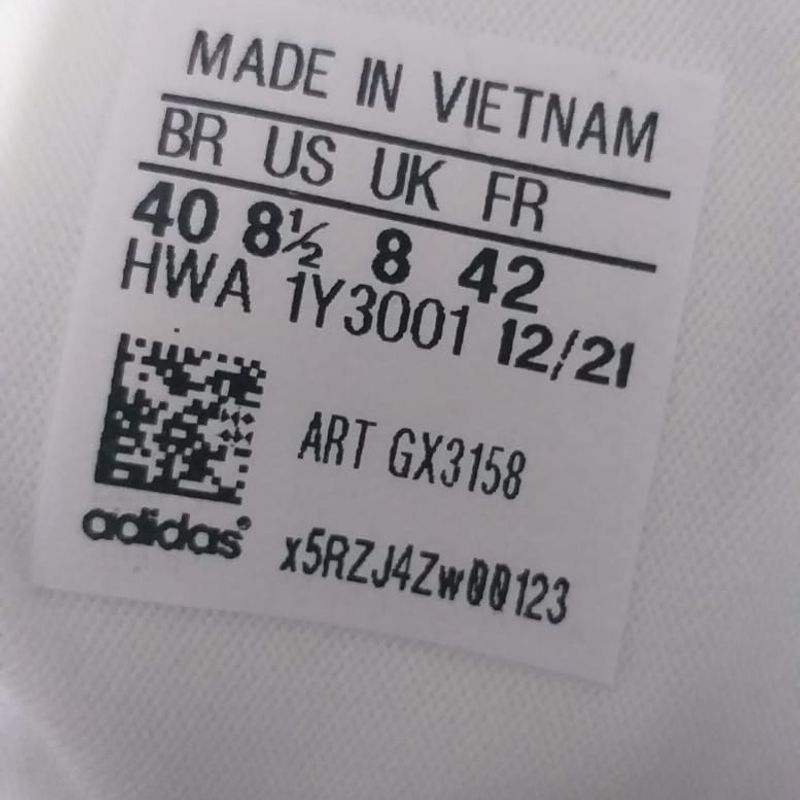 MADE IN VIETNAM
BR US UK FR
40 8½ 8 42
HWA 1Y3001 12/21
ART GX3158
adidas
x5RZJ4Zw00123